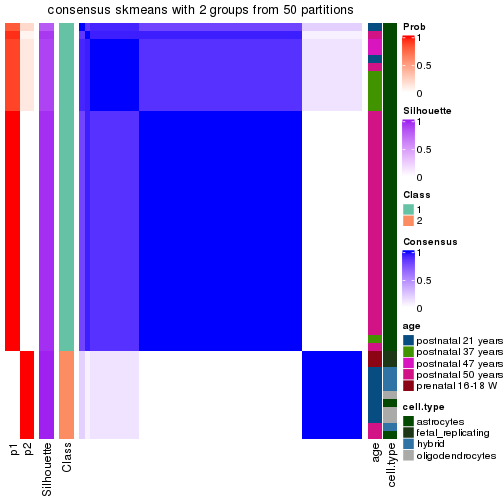 consensus skmeans with 2 groups from 50 partitions
Prob
1
0.5
0
Silhouette
1
0.5
0
Class
1
2
Consensus
1
0.5
0
age
postnatal 21 years
postnatal 37 years
postnatal 47 years
postnatal 50 years
prenatal 16-18 W
cell.type
astrocytes
fetal_replicating
hybrid
oligodendrocytes
p1
p2
Silhouette
Class
age
cell.type